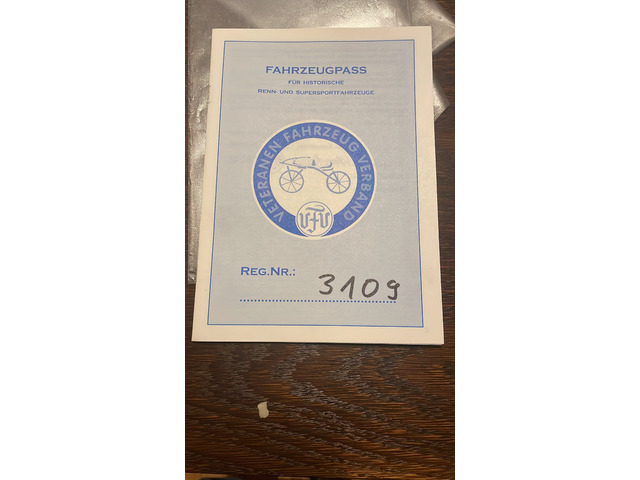 FAHRZEUGPASS
FÜR HISTORISCHE
RENN- UND SUPERSPORTFAHRZEUGE
VETERANEN FAHRZEUG VERBAND
VFV
REG.NR.: 3109